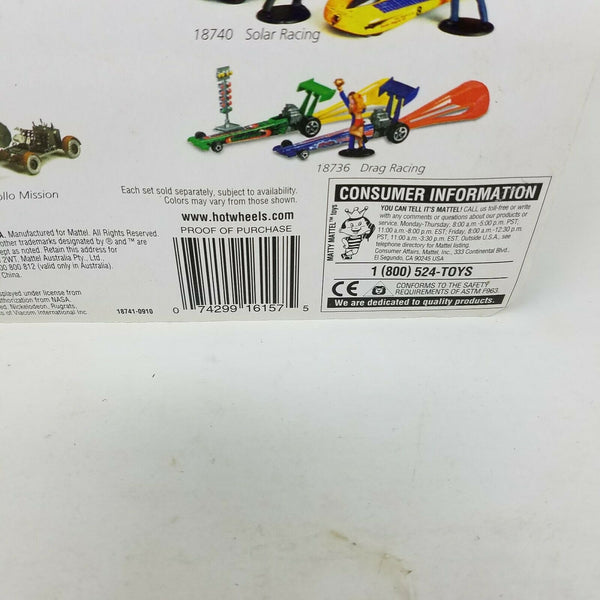 18740 Solar Racing
18736 Drag Racing
ollo Mission
Each set sold separately, subject to availability.
Colors may vary from those shown.
www.hotwheels.com
PROOF OF PURCHASE
0 74299 16157 5
A. Manufactured for Mattel. All Rights Reserved.
other trademarks designated by ® and ™ are
ept as noted. Retain this address for
2WT. Mattel Australia Pty., Ltd.,
00 800 812 (valid only in Australia).
China.
splayed under license from
uthorization from NASA.
ed, Nickelodeon, Rugrats,
s of Viacom International Inc.
18741-0910
CONSUMER INFORMATION
YOU CAN TELL IT'S MATTEL! CALL us toll-free or write
with any comments or questions about our products or
service, Monday-Thursday; 8:00 a.m.-5:00 p.m. PST,
11:00 a.m.-8:00 p.m. EST; Friday, 8:00 a.m.-12:30 p.m.
PST, 11:00 a.m.-3:30 p.m. EST. Outside U.S.A., see
telephone directory for Mattel listing.
Consumer Affairs, Mattel, Inc., 333 Continental Blvd.,
El Segundo, CA 90245 USA
MATTY MATTEL™ toys
1 (800) 524-TOYS
CE CONFORMS TO THE SAFETY
REQUIREMENTS OF ASTM F963.
We are dedicated to quality products.